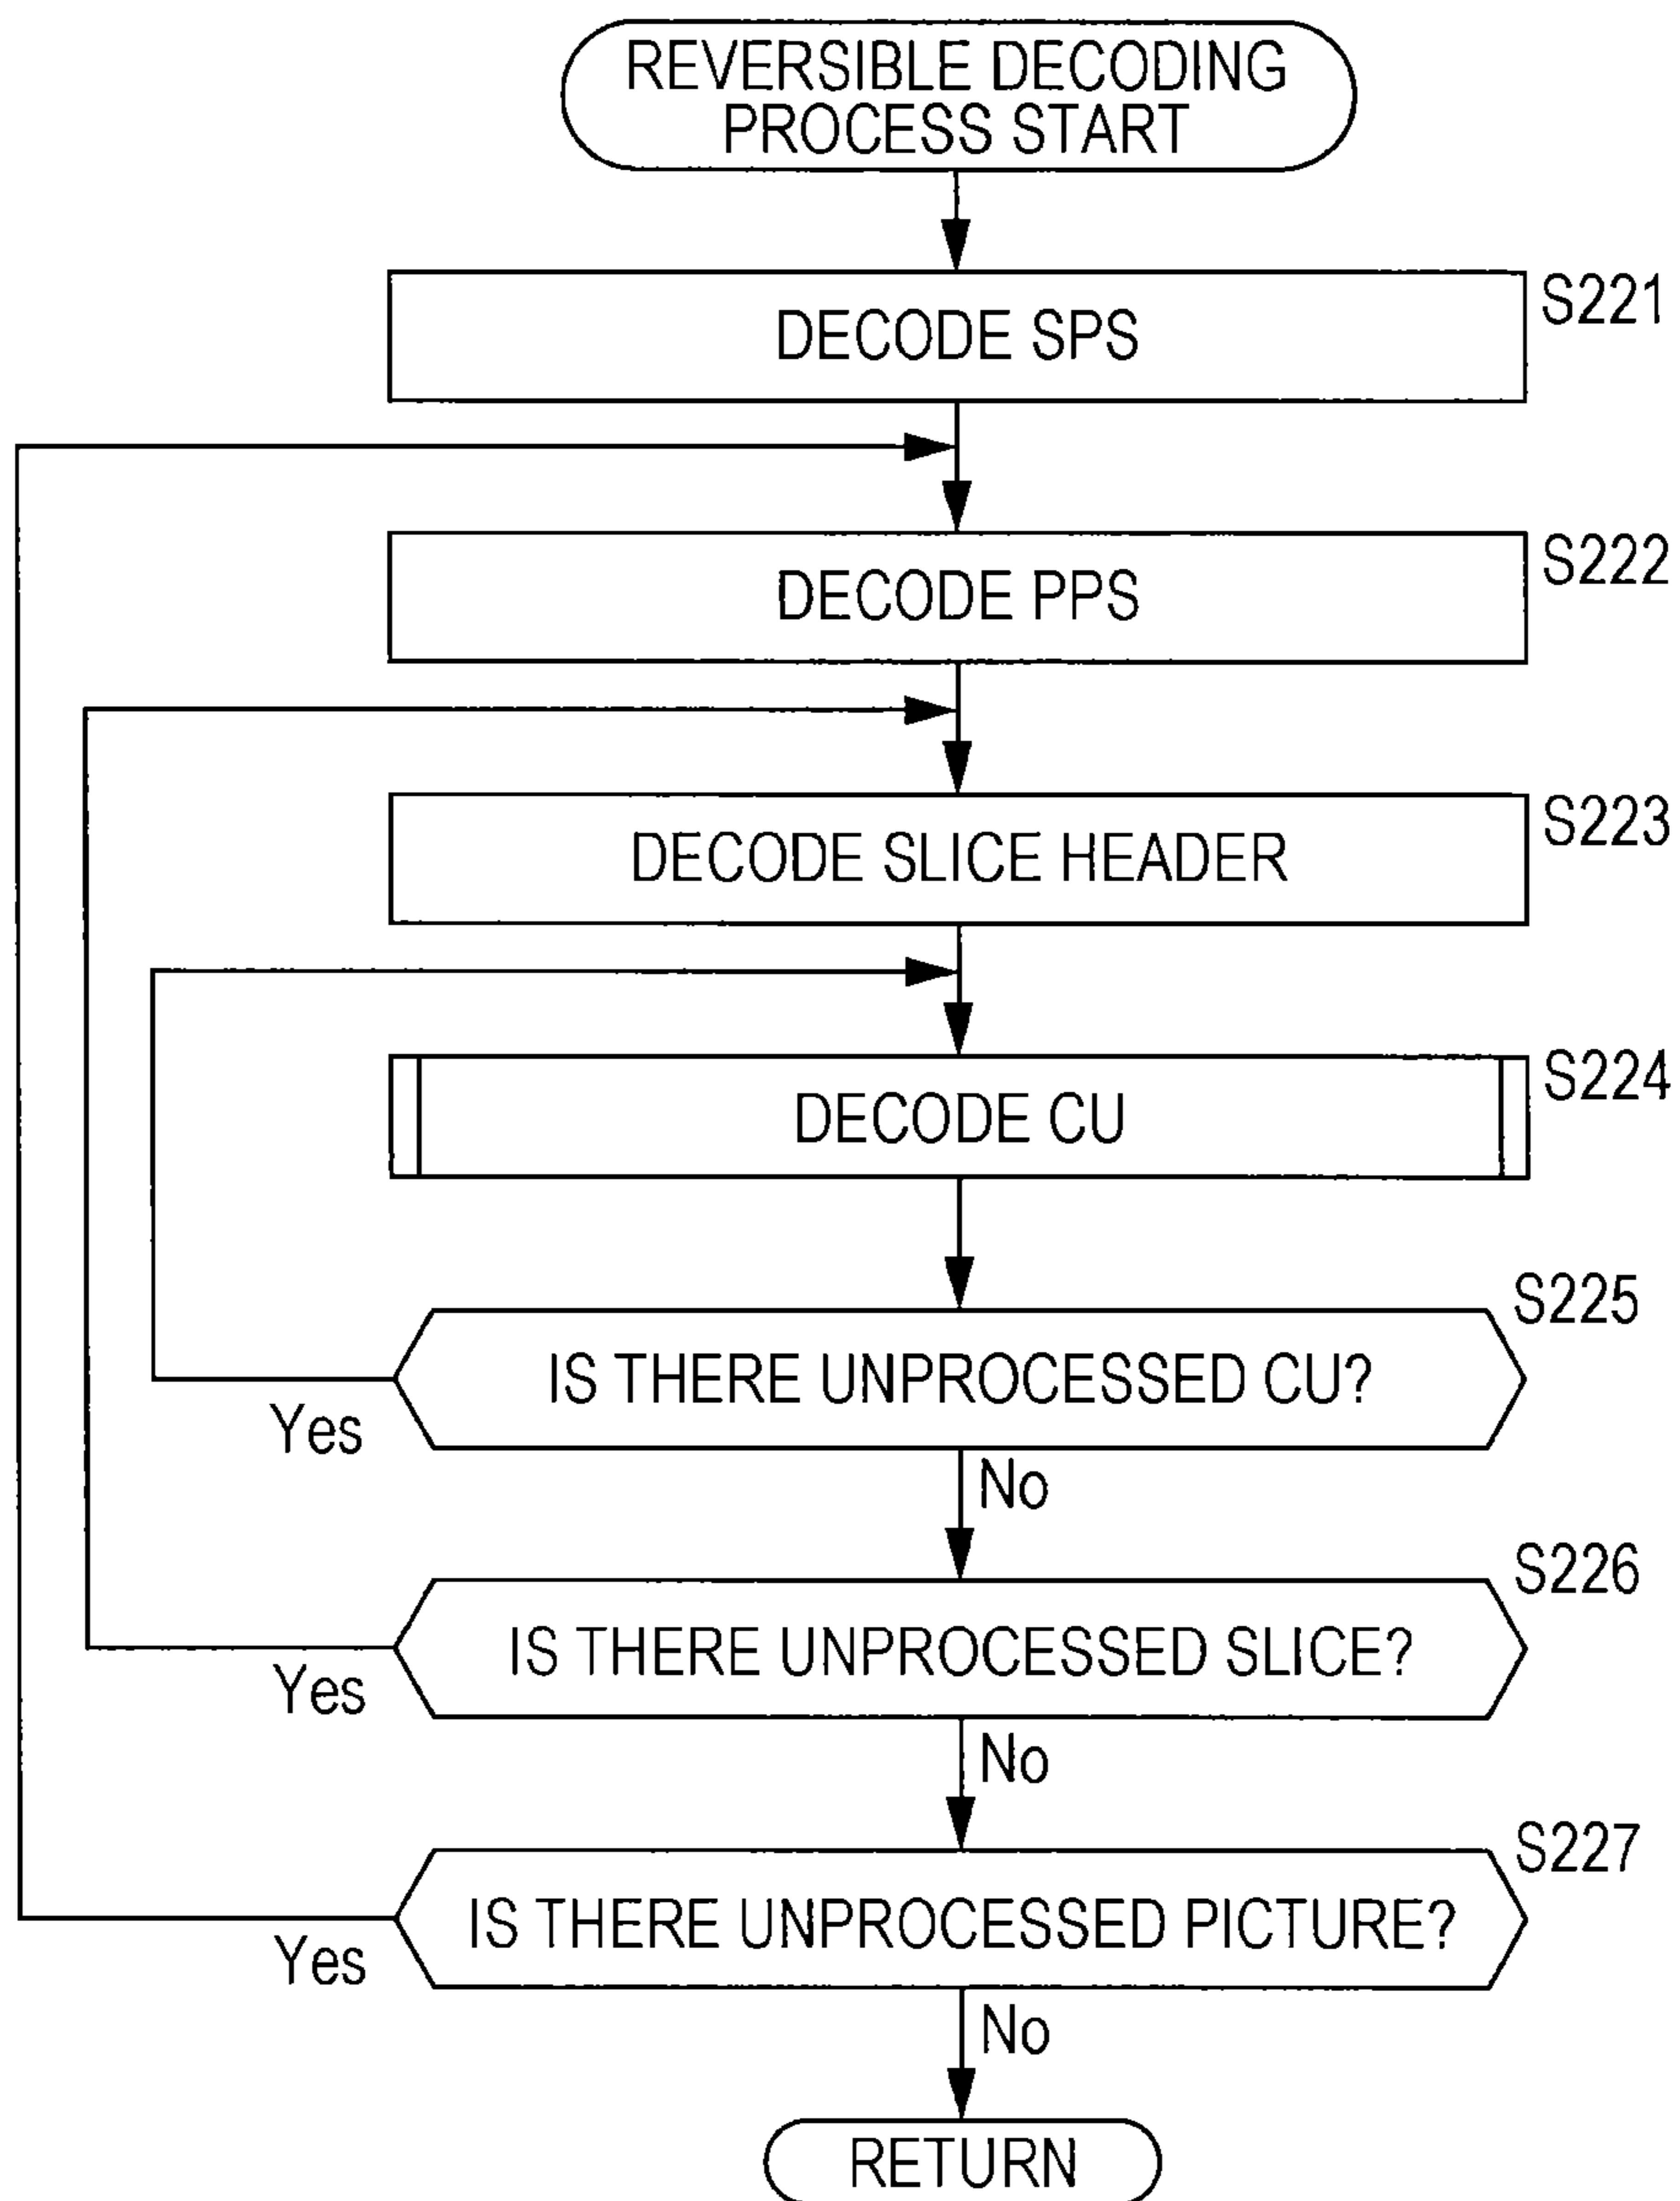 REVERSIBLE DECODING
PROCESS START
S221
DECODE SPS
S222
DECODE PPS
S223
DECODE SLICE HEADER
S224
DECODE CU
S225
IS THERE UNPROCESSED CU?
Yes
No
S226
IS THERE UNPROCESSED SLICE?
Yes
No
S227
IS THERE UNPROCESSED PICTURE?
Yes
No
RETURN